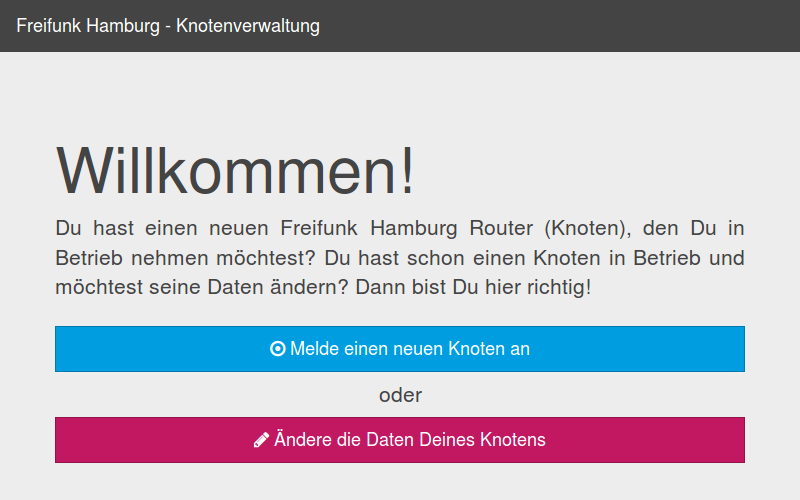 Freifunk Hamburg - Knotenverwaltung
Willkommen!
Du hast einen neuen Freifunk Hamburg Router (Knoten), den Du in
Betrieb nehmen möchtest? Du hast schon einen Knoten in Betrieb und
möchtest seine Daten ändern? Dann bist Du hier richtig!
Melde einen neuen Knoten an
oder
Ändere die Daten Deines Knotens